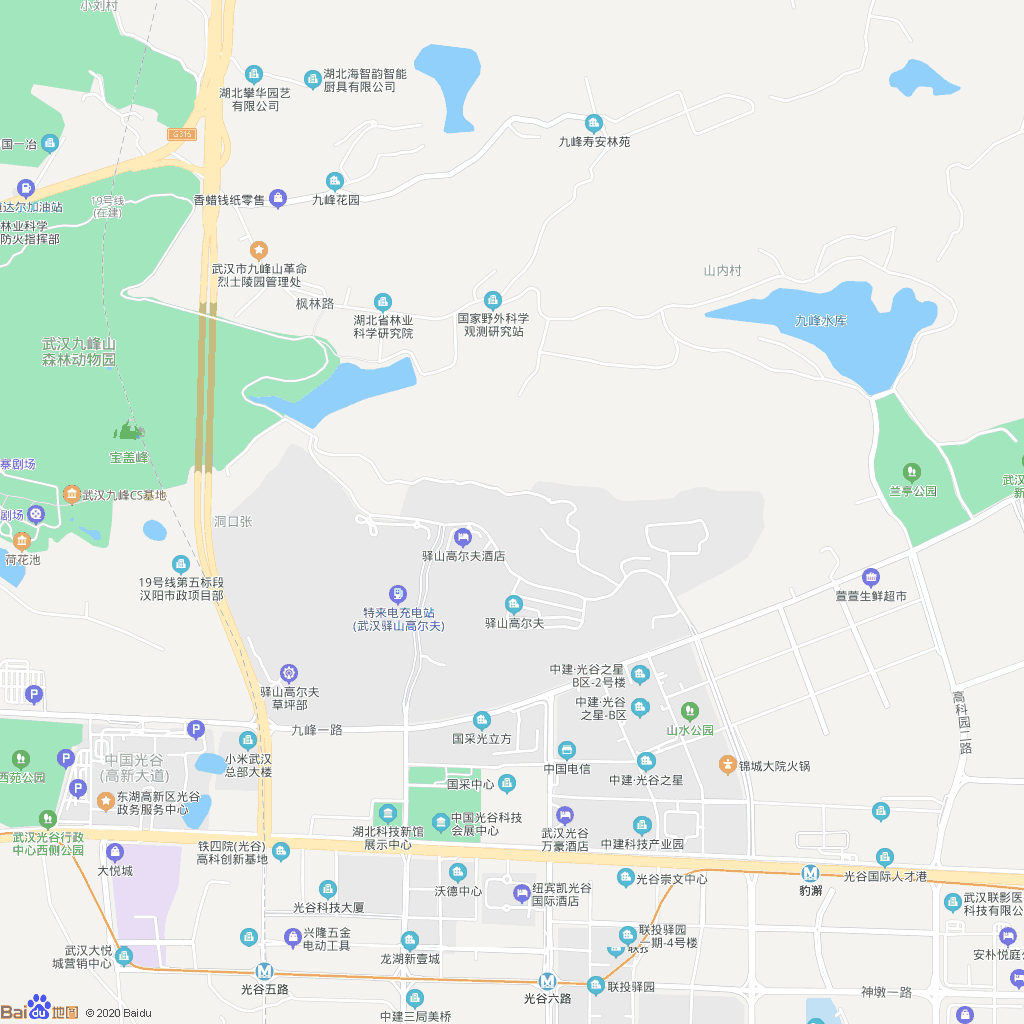 小刘村
湖北攀华园艺
有限公司
湖北海智韵智能
厨具有限公司
G316
国一冶
九峰寿安林苑
达尔加油站
19号线
(在建)
香蜡钱纸零售
九峰花园
林业科学
防火指挥部
武汉市九峰山革命
烈士陵园管理处
山内村
枫林路
湖北省林业
科学研究院
国家野外科学
观测研究站
九峰水库
武汉九峰山
森林动物园
宝盖峰
寨剧场
武汉九峰CS基地
兰亭公园
武汉
新
剧场
洞口张
荷花池
驿山高尔夫酒店
19号线第五标段
汉阳市政项目部
萱萱生鲜超市
特来电充电站
(武汉驿山高尔夫)
驿山高尔夫
中建·光谷之星
B区-2号楼
驿山高尔夫
草坪部
中建·光谷
之星-B区
高科园二路
九峰一路
山水公园
国采光立方
小米武汉
总部大楼
中国光谷
(高新大道)
西苑公园
中国电信
中建·光谷之星
锦城大院火锅
国采中心
东湖高新区光谷
政务服务中心
湖北科技新馆
展示中心
中国光谷科技
会展中心
武汉光谷
万豪酒店
中建科技产业园
武汉光谷行政
中心西侧公园
铁四院(光谷)
高科创新基地
大悦城
豹澥
光谷国际人才港
沃德中心
光谷崇文中心
光谷科技大厦
纽宾凯光谷
国际酒店
武汉联影医
科技有限公
兴隆五金
电动工具
联投驿园
一期-4号楼
联投
武汉大悦
城营销中心
龙湖新壹城
安朴悦庭
光谷五路
光谷六路
联投驿园
神墩一路
中建三局美桥
Baidu地图
© 2020 Baidu